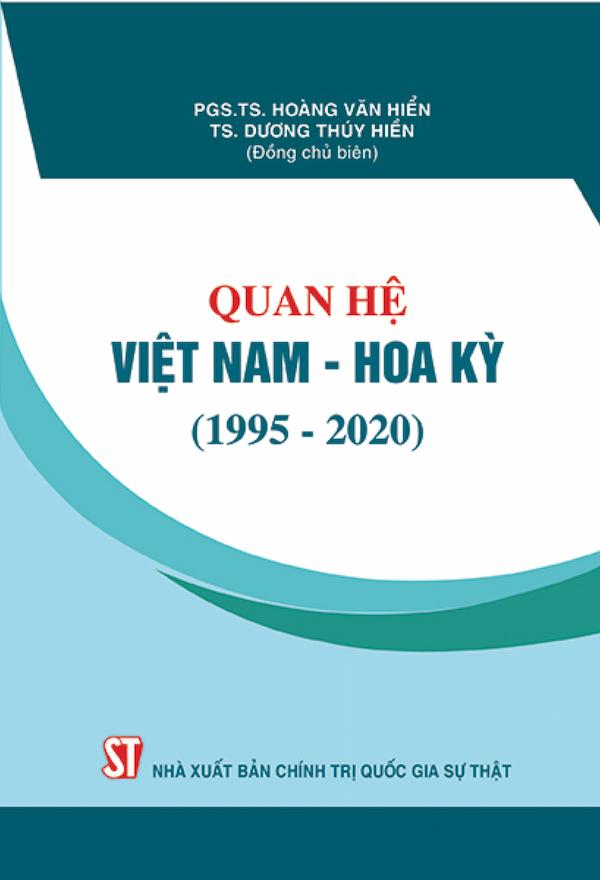 PGS.TS. HOÀNG VĂN HIỂN
TS. DƯƠNG THÚY HIỀN
(Đồng chủ biên)
QUAN HỆ
VIỆT NAM - HOA KỲ
(1995 - 2020)
ST NHÀ XUẤT BẢN CHÍNH TRỊ QUỐC GIA SỰ THẬT